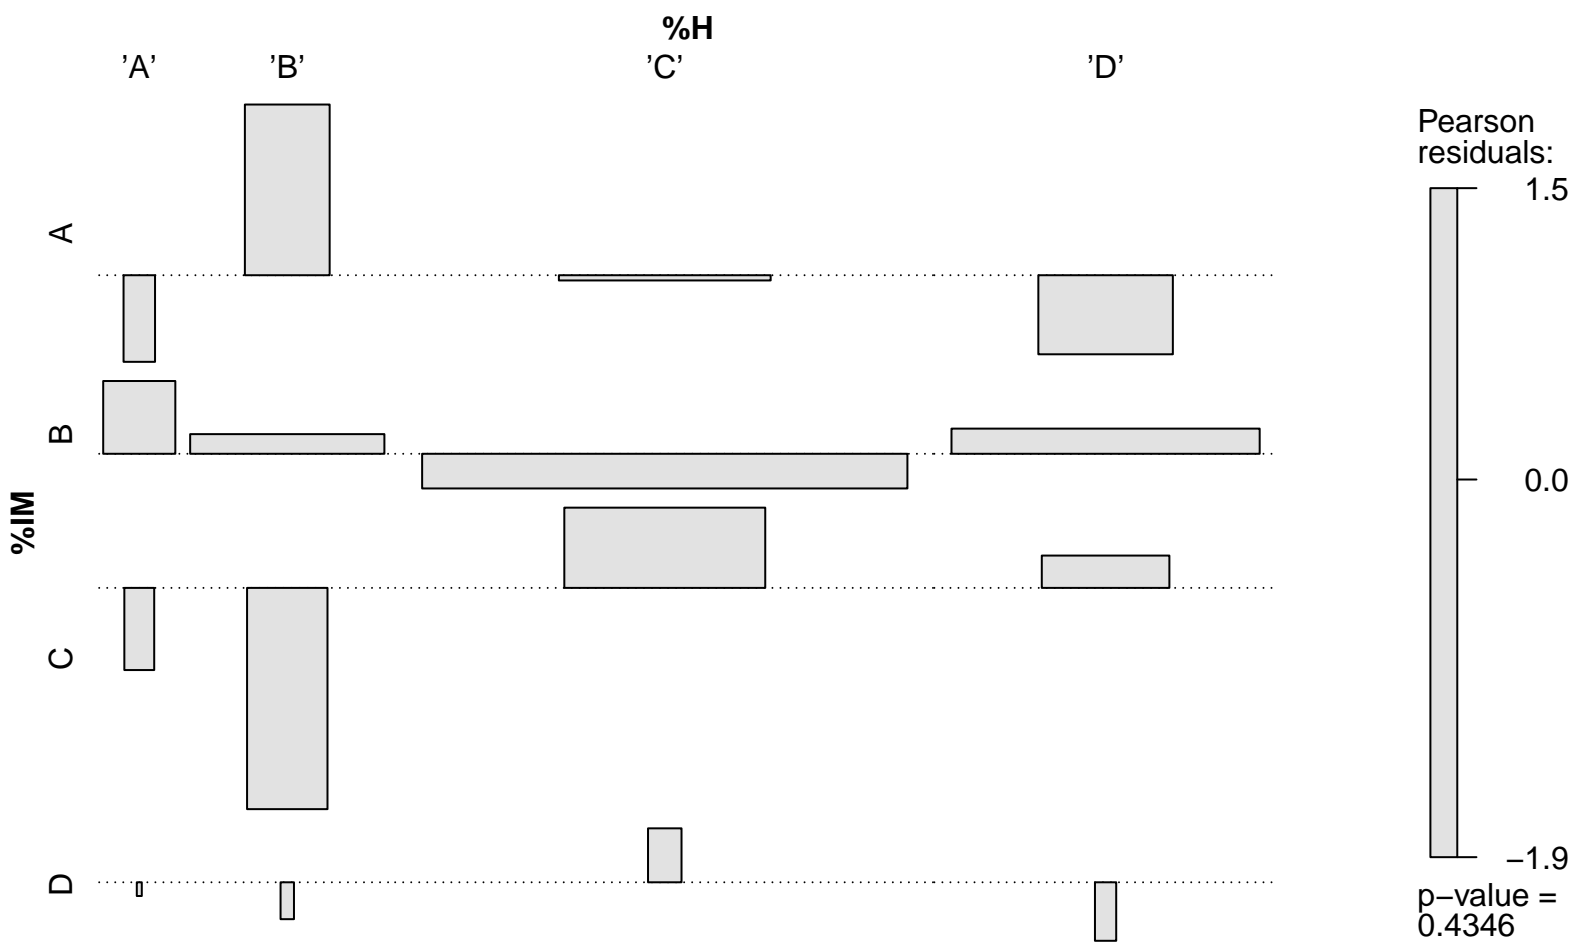 %H
’A’ ’B’ ’C’ ’D’
Pearson
residuals:
1.5
A
B
0.0
%IM
C
−1.9
D
p−value =
0.4346